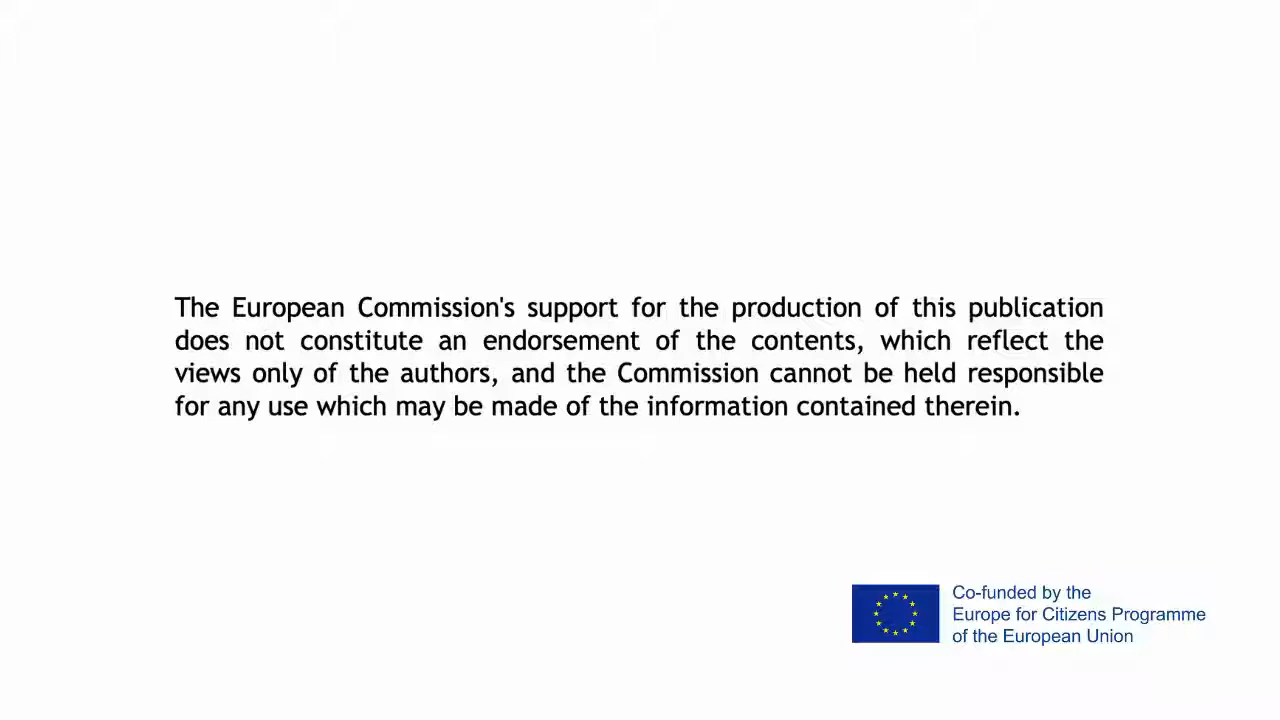 The European Commission's support for the production of this publication
does not constitute an endorsement of the contents, which reflect the
views only of the authors, and the Commission cannot be held responsible
for any use which may be made of the information contained therein.
Co-funded by the
Europe for Citizens Programme
of the European Union